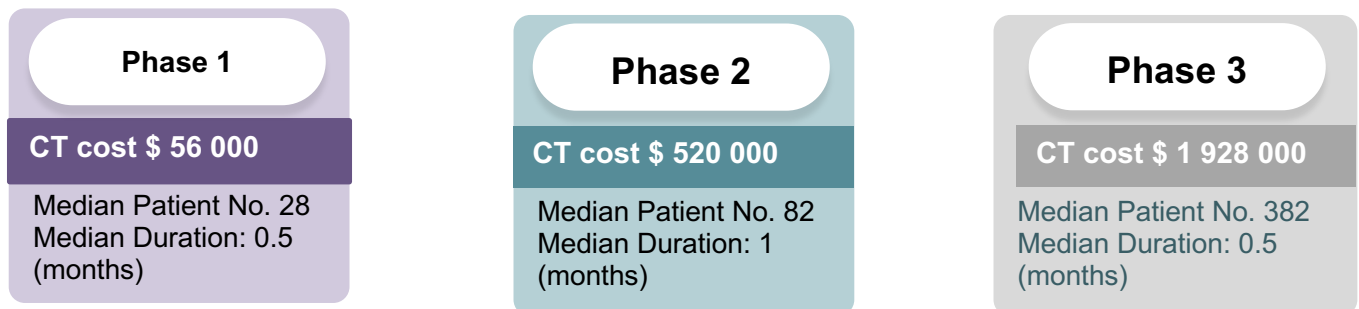 Phase 1
CT cost $ 56 000
Median Patient No. 28
Median Duration: 0.5
(months)
Phase 2
CT cost $ 520 000
Median Patient No. 82
Median Duration: 1
(months)
Phase 3
CT cost $ 1 928 000
Median Patient No. 382
Median Duration: 0.5
(months)